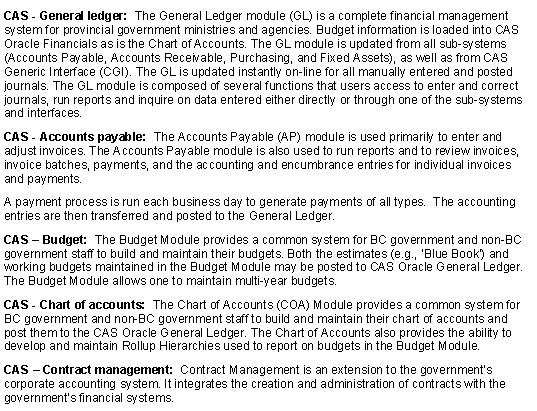 CAS - General ledger:  The General Ledger module (GL) is a complete financial management
system for provincial government ministries and agencies. Budget information is loaded into CAS
Oracle Financials as is the Chart of Accounts. The GL module is updated from all sub-systems
(Accounts Payable, Accounts Receivable, Purchasing, and Fixed Assets), as well as from CAS
Generic Interface (CGI). The GL is updated instantly on-line for all manually entered and posted
journals. The GL module is composed of several functions that users access to enter and correct
journals, run reports and inquire on data entered either directly or through one of the sub-systems
and interfaces.
CAS - Accounts payable:  The Accounts Payable (AP) module is used primarily to enter and
adjust invoices. The Accounts Payable module is also used to run reports and to review invoices,
invoice batches, payments, and the accounting and encumbrance entries for individual invoices
and payments.
A payment process is run each business day to generate payments of all types.  The accounting
entries are then transferred and posted to the General Ledger.
CAS – Budget:  The Budget Module provides a common system for BC government and non-BC
government staff to build and maintain their budgets. Both the estimates (e.g., 'Blue Book') and
working budgets maintained in the Budget Module may be posted to CAS Oracle General Ledger.
The Budget Module allows one to maintain multi-year budgets.
CAS - Chart of accounts:  The Chart of Accounts (COA) Module provides a common system for
BC government and non-BC government staff to build and maintain their chart of accounts and
post them to the CAS Oracle General Ledger. The Chart of Accounts also provides the ability to
develop and maintain Rollup Hierarchies used to report on budgets in the Budget Module.
CAS – Contract management:  Contract Management is an extension to the government's
corporate accounting system. It integrates the creation and administration of contracts with the
government's financial systems.